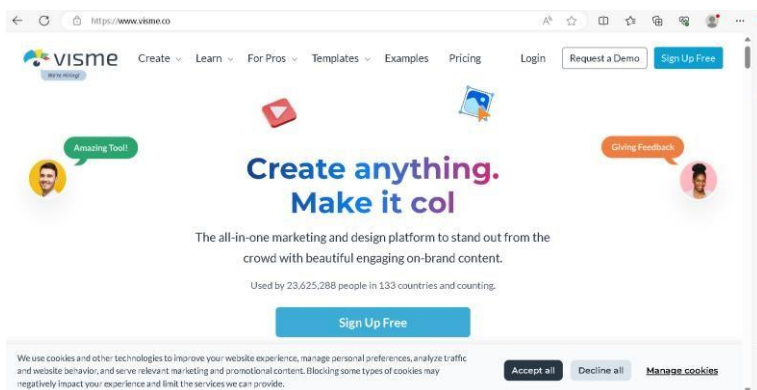 https://www.visme.co
visme
We're Hiring!
Create Learn For Pros Templates Examples Pricing Login Request a Demo Sign Up Free
Amazing Tool!
Giving Feedback
Create anything.
Make it col
The all-in-one marketing and design platform to stand out from the
crowd with beautiful engaging on-brand content.
Used by 23,625,288 people in 133 countries and counting.
Sign Up Free
We use cookies and other technologies to improve your website experience, manage personal preferences, analyze traffic
and website behavior, and serve relevant marketing and promotional content. Blocking some types of cookies may
negatively impact your experience and limit the services we can provide.
Accept all Decline all Manage cookies